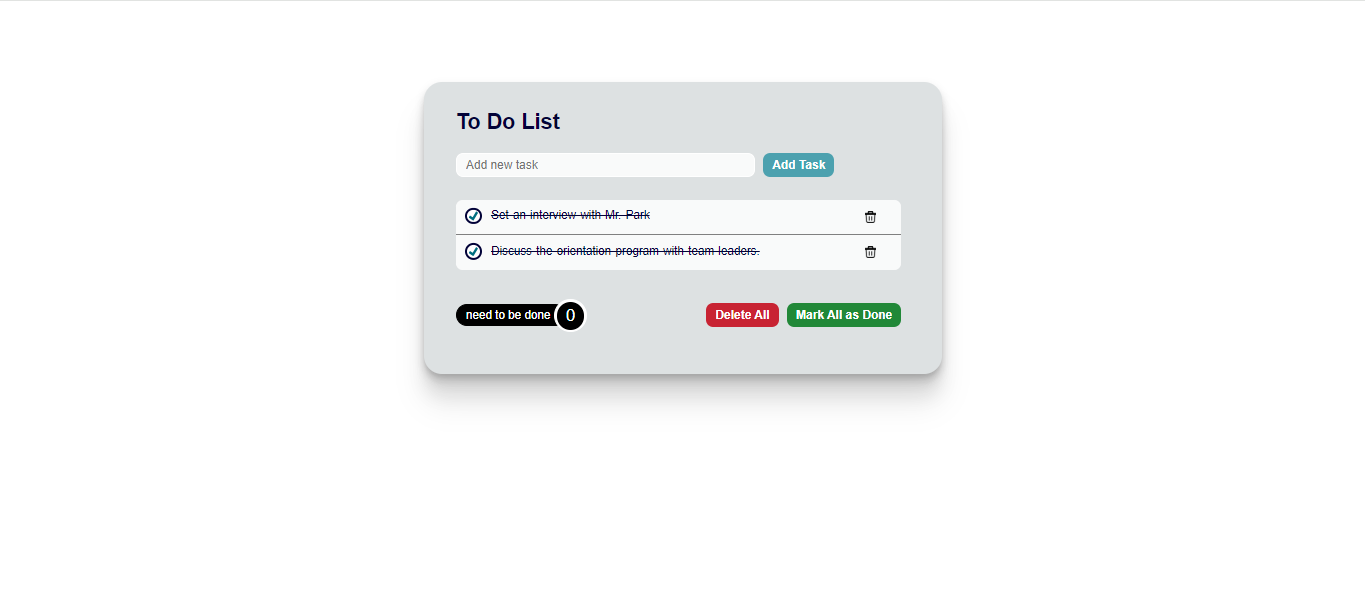 To Do List
Add new task
Add Task
Set an interview with Mr. Park
Discuss the orientation program with team leaders.
need to be done 0
Delete All
Mark All as Done